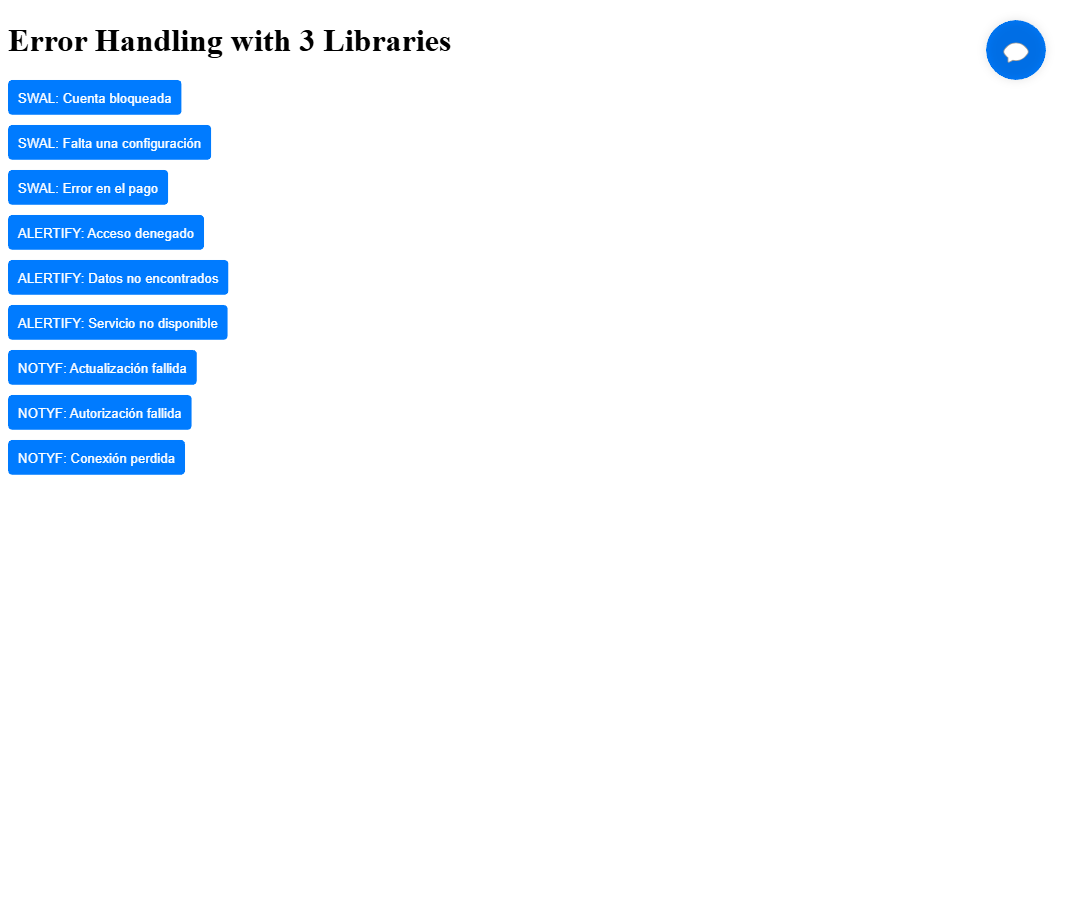 Error Handling with 3 Libraries
SWAL: Cuenta bloqueada
SWAL: Falta una configuración
SWAL: Error en el pago
ALERTIFY: Acceso denegado
ALERTIFY: Datos no encontrados
ALERTIFY: Servicio no disponible
NOTYF: Actualización fallida
NOTYF: Autorización fallida
NOTYF: Conexión perdida